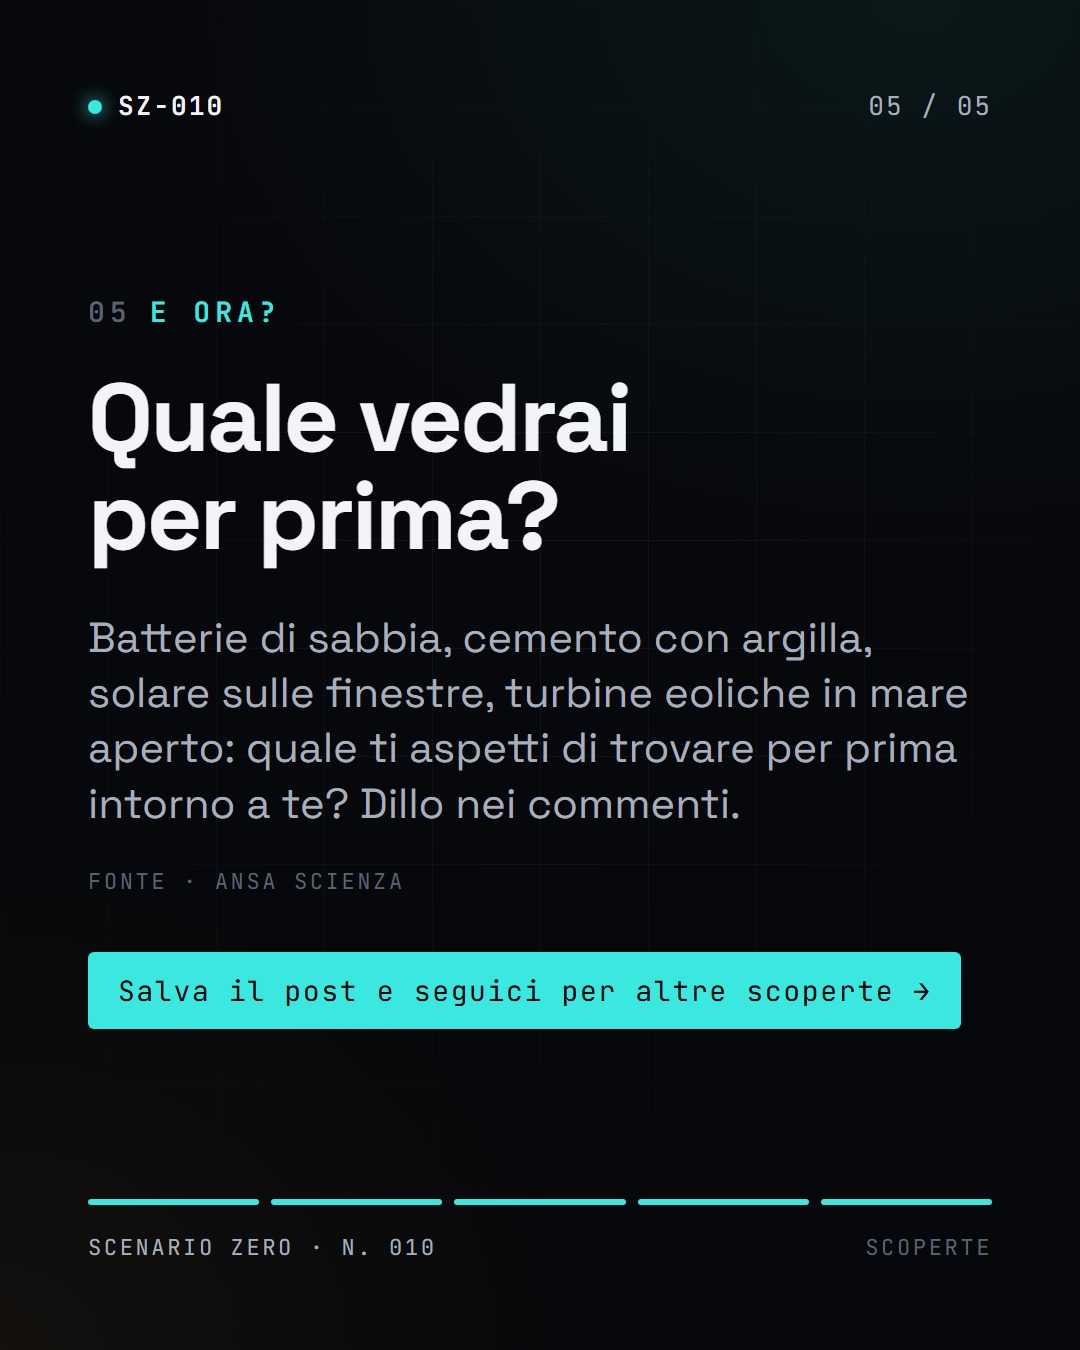 SZ-010
05 / 05
05 E ORA?
Quale vedrai
per prima?
Batterie di sabbia, cemento con argilla,
solare sulle finestre, turbine eoliche in mare
aperto: quale ti aspetti di trovare per prima
intorno a te? Dillo nei commenti.
FONTE · ANSA SCIENZA
Salva il post e seguici per altre scoperte →
SCENARIO ZERO · N. 010
SCOPERTE